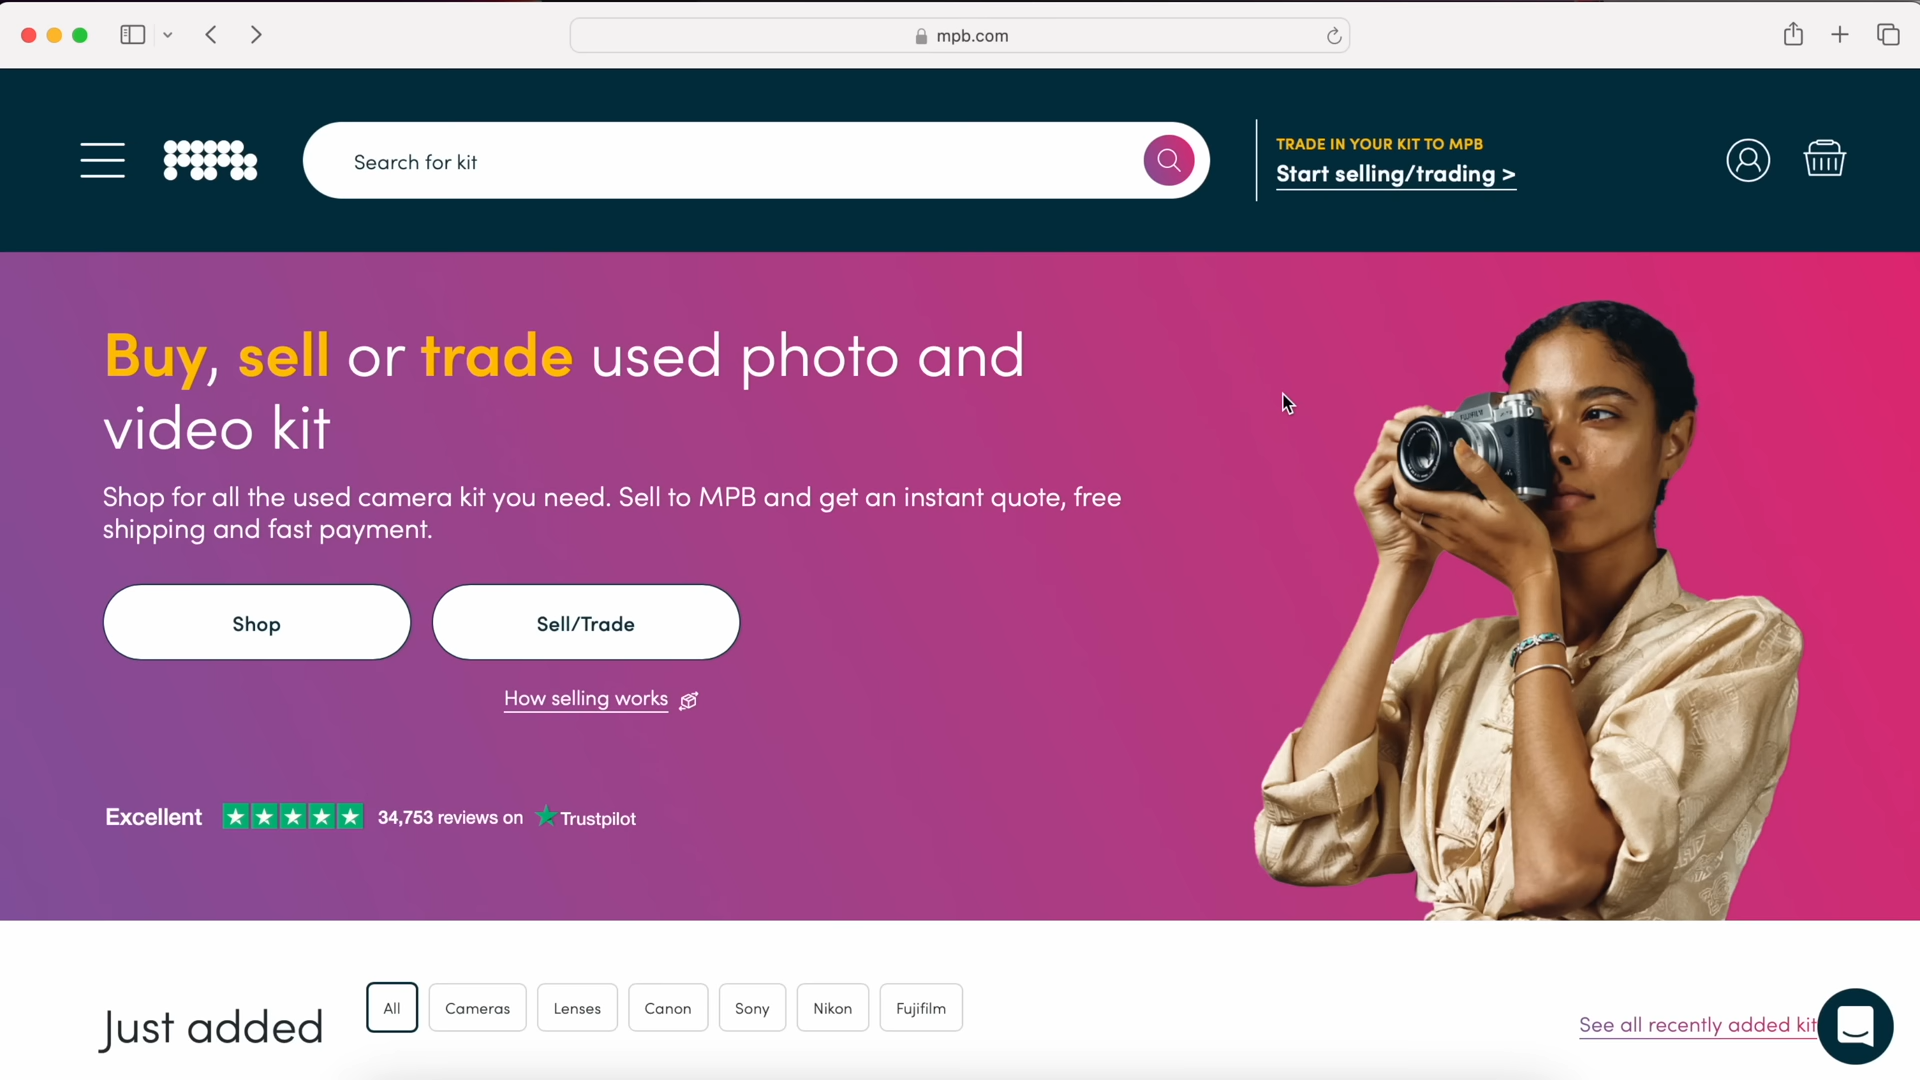 mpb.com
mpb
Search for kit
TRADE IN YOUR KIT TO MPB
Start selling/trading >
Buy, sell or trade used photo and
video kit
Shop for all the used camera kit you need. Sell to MPB and get an instant quote, free
shipping and fast payment.
Shop
Sell/Trade
How selling works
Excellent
34,753 reviews on
Trustpilot
FUJIFILM
Just added
All
Cameras
Lenses
Canon
Sony
Nikon
Fujifilm
See all recently added kit